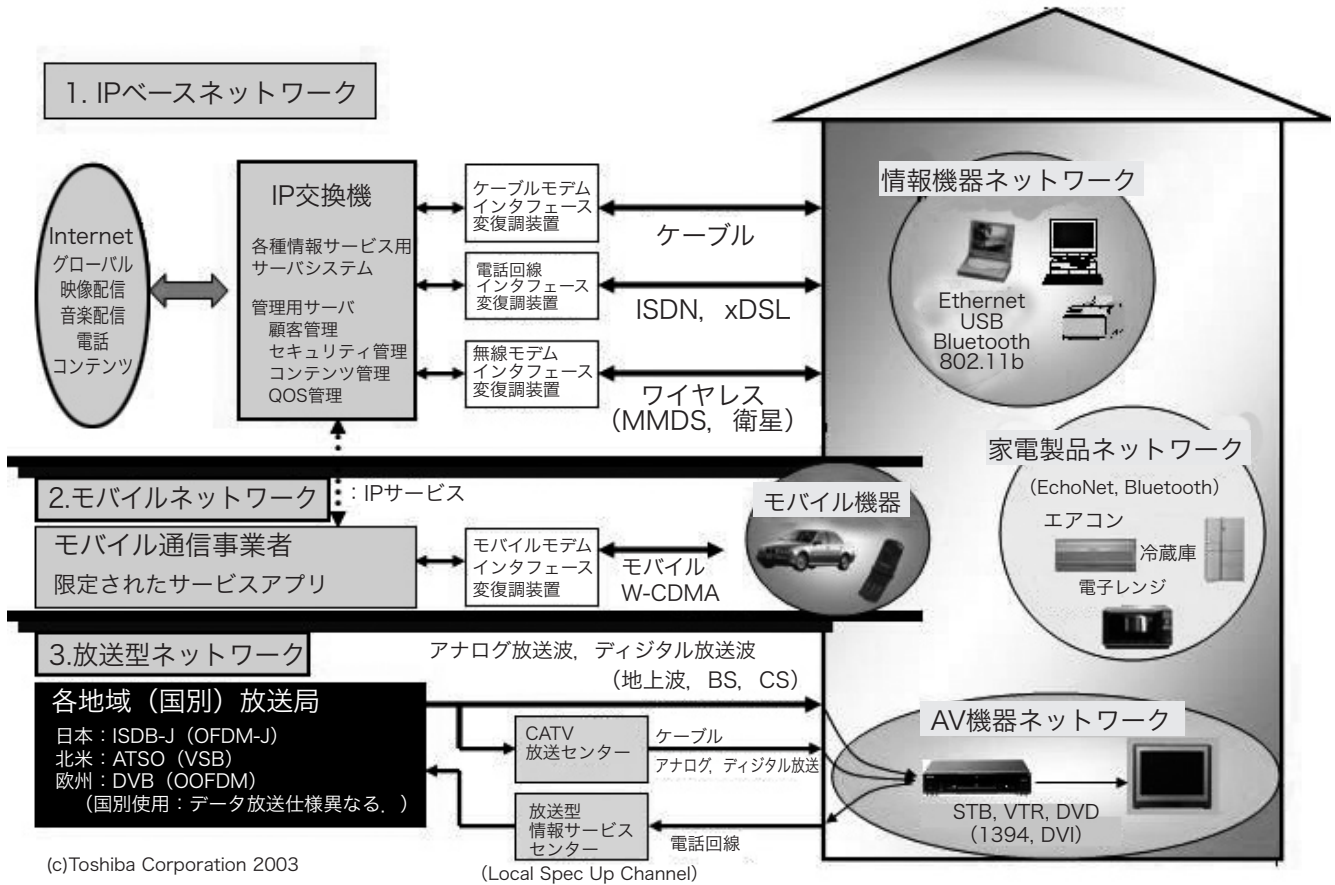 1. IPベースネットワーク
Internet
グローバル
映像配信
音楽配信
電話
コンテンツ
IP交換機
各種情報サービス用
サーバシステム
管理用サーバ
顧客管理
セキュリティ管理
コンテンツ管理
QOS管理
ケーブルモデム
インタフェース
変復調装置
電話回線
インタフェース
変復調装置
無線モデム
インタフェース
変復調装置
ケーブル
ISDN，xDSL
ワイヤレス
（MMDS，衛星）
情報機器ネットワーク
Ethernet
USB
Bluetooth
802.11b
家電製品ネットワーク
（EchoNet, Bluetooth）
エアコン
冷蔵庫
電子レンジ
2.モバイルネットワーク
：IPサービス
モバイル通信事業者
限定されたサービスアプリ
モバイルモデム
インタフェース
変復調装置
モバイル
W-CDMA
モバイル機器
3.放送型ネットワーク
アナログ放送波，ディジタル放送波
（地上波，BS，CS）
各地域（国別）放送局
日本：ISDB-J（OFDM-J）
北米：ATSO（VSB）
欧州：DVB（OOFDM）
（国別使用：データ放送仕様異なる．）
CATV
放送センター
ケーブル
アナログ，ディジタル放送
放送型
情報サービス
センター
電話回線
（Local Spec Up Channel）
AV機器ネットワーク
STB, VTR, DVD
（1394, DVI）
(c)Toshiba Corporation 2003